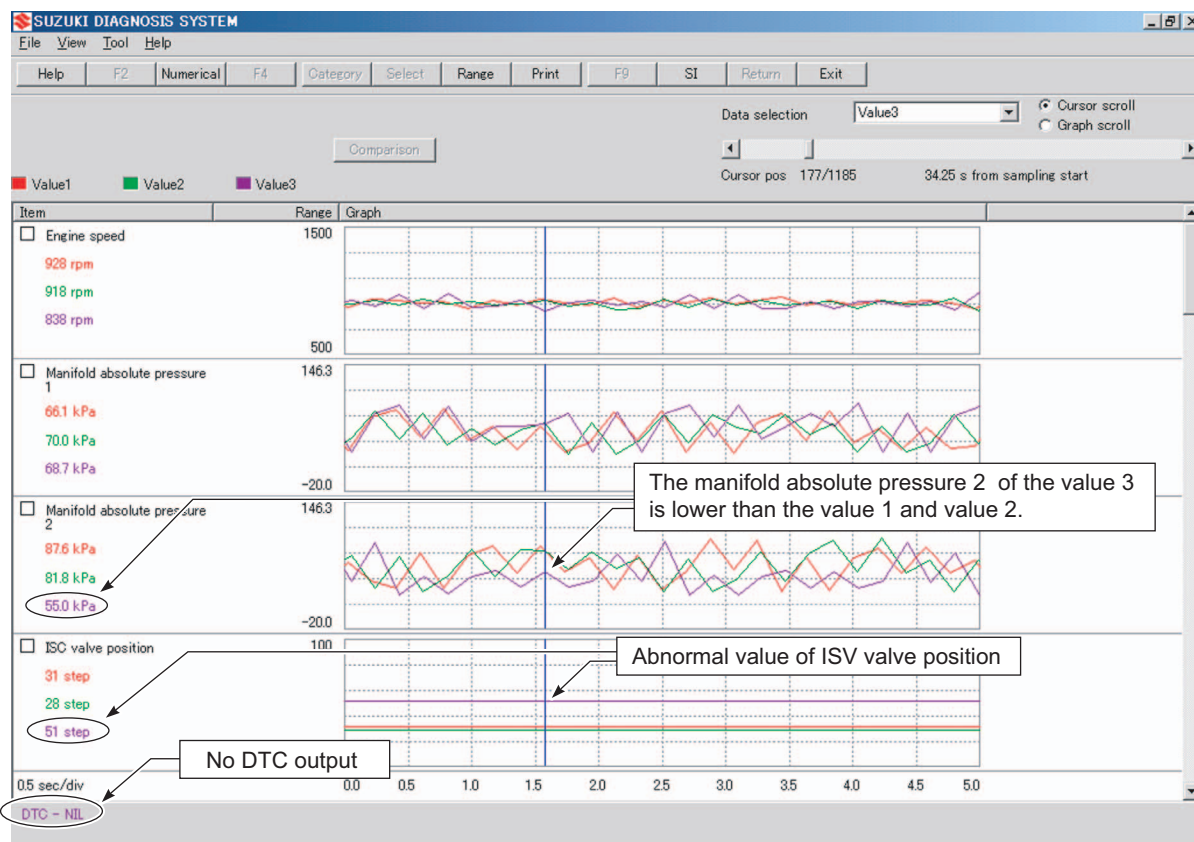 SUZUKI DIAGNOSIS SYSTEM
File View Tool Help
Help F2 Numerical F4 Category Select Range Print F9 SI Return Exit
Data selection Value3 Cursor scroll
Graph scroll
Comparison
Cursor pos 177/1185 34.25 s from sampling start
Value1 Value2 Value3
Item Range Graph
Engine speed 1500
928 rpm
918 rpm
838 rpm
500
Manifold absolute pressure 146.3
1
66.1 kPa
70.0 kPa
68.7 kPa
-20.0
The manifold absolute pressure 2 of the value 3
is lower than the value 1 and value 2.
Manifold absolute pressure 146.3
2
87.6 kPa
81.8 kPa
55.0 kPa
-20.0
ISC valve position 100
Abnormal value of ISV valve position
31 step
28 step
51 step
No DTC output
0.5 sec/div 0.0 0.5 1.0 1.5 2.0 2.5 3.0 3.5 4.0 4.5 5.0
DTC - NIL